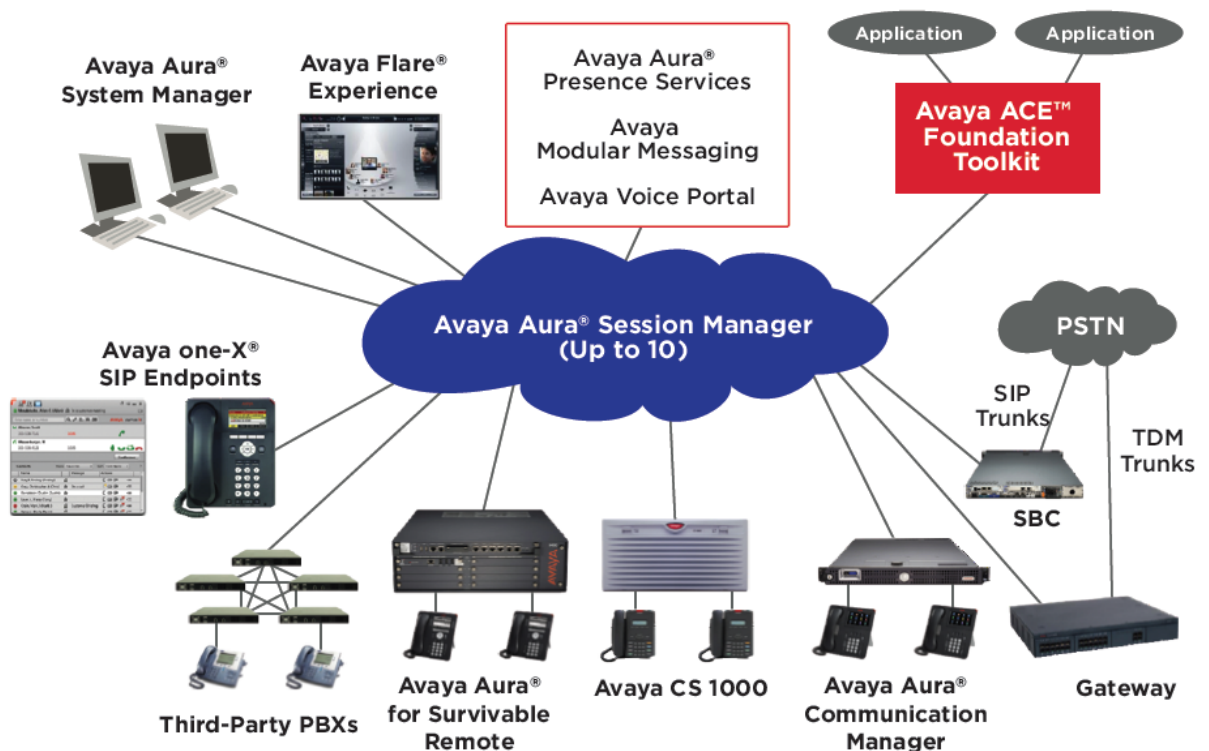 Application
Application
Avaya Aura®
System Manager
Avaya Flare®
Experience
Avaya Aura®
Presence Services
Avaya
Modular Messaging
Avaya Voice Portal
Avaya ACE™
Foundation
Toolkit
Avaya Aura® Session Manager
(Up to 10)
PSTN
Avaya one-X®
SIP Endpoints
SIP
Trunks
TDM
Trunks
SBC
AVAYA
Third-Party PBXs
Avaya Aura®
for Survivable
Remote
Avaya CS 1000
Avaya Aura®
Communication
Manager
Gateway